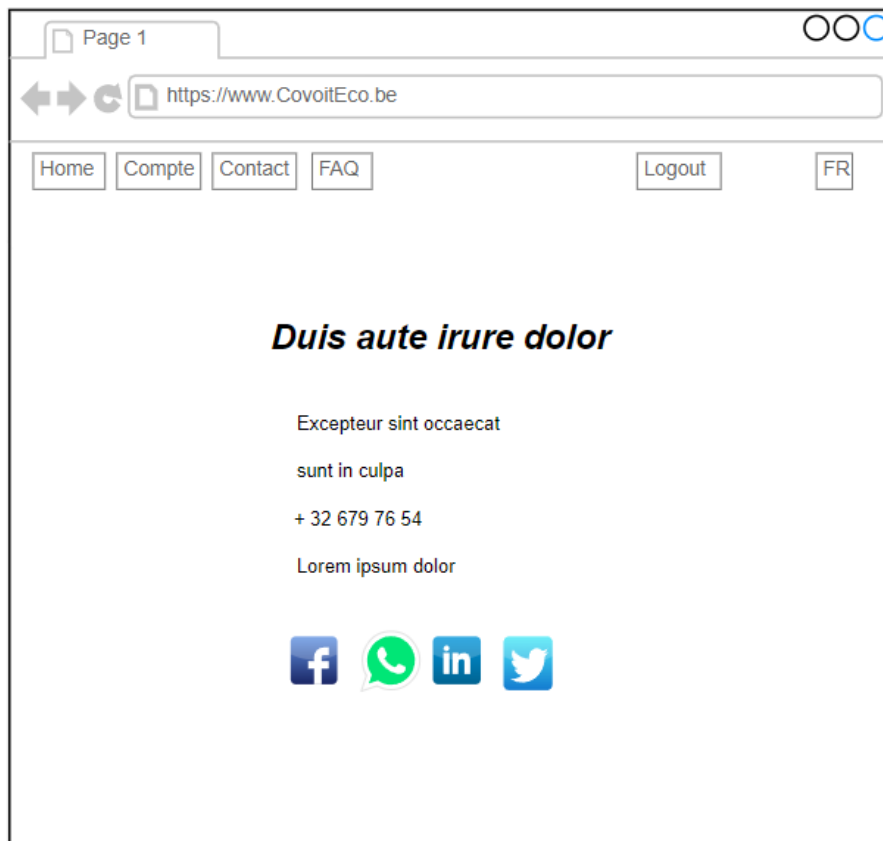 Page 1
https://www.CovoitEco.be
Home Compte Contact FAQ Logout FR
Duis aute irure dolor
Excepteur sint occaecat
sunt in culpa
+ 32 679 76 54
Lorem ipsum dolor
f in